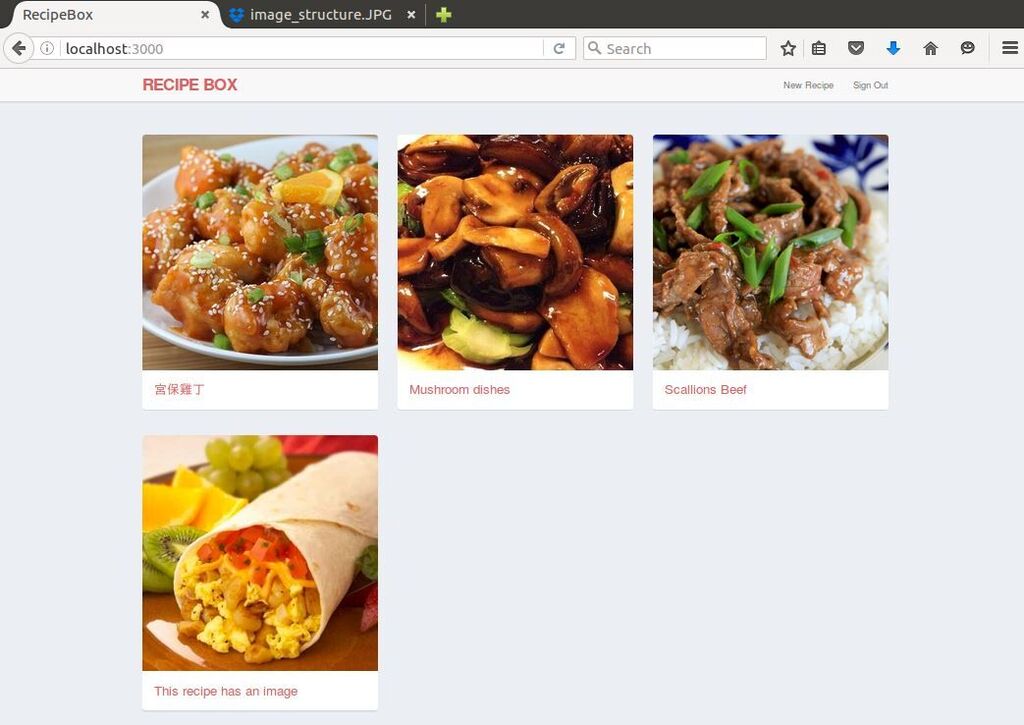 RecipeBox
image_structure.JPG
localhost:3000
Search
RECIPE BOX
New Recipe
Sign Out
宮保雞丁
Mushroom dishes
Scallions Beef
This recipe has an image